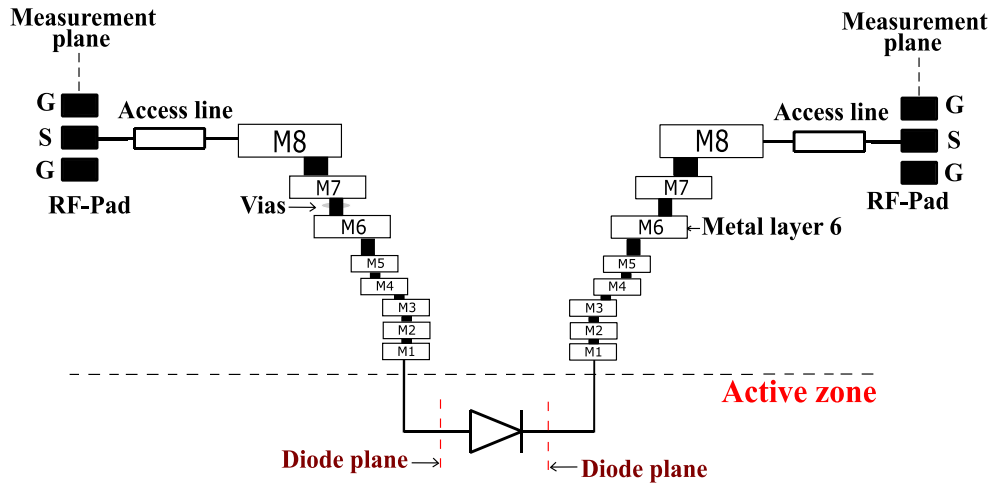 Measurement
plane
Measurement
plane
G
Access line
S
M8
G
RF-Pad
M7
Vias
M6
M5
M4
M3
M2
M1
Access line
G
M8
S
G
M7
RF-Pad
M6
Metal layer 6
M5
M4
M3
M2
M1
Active zone
Diode plane
Diode plane